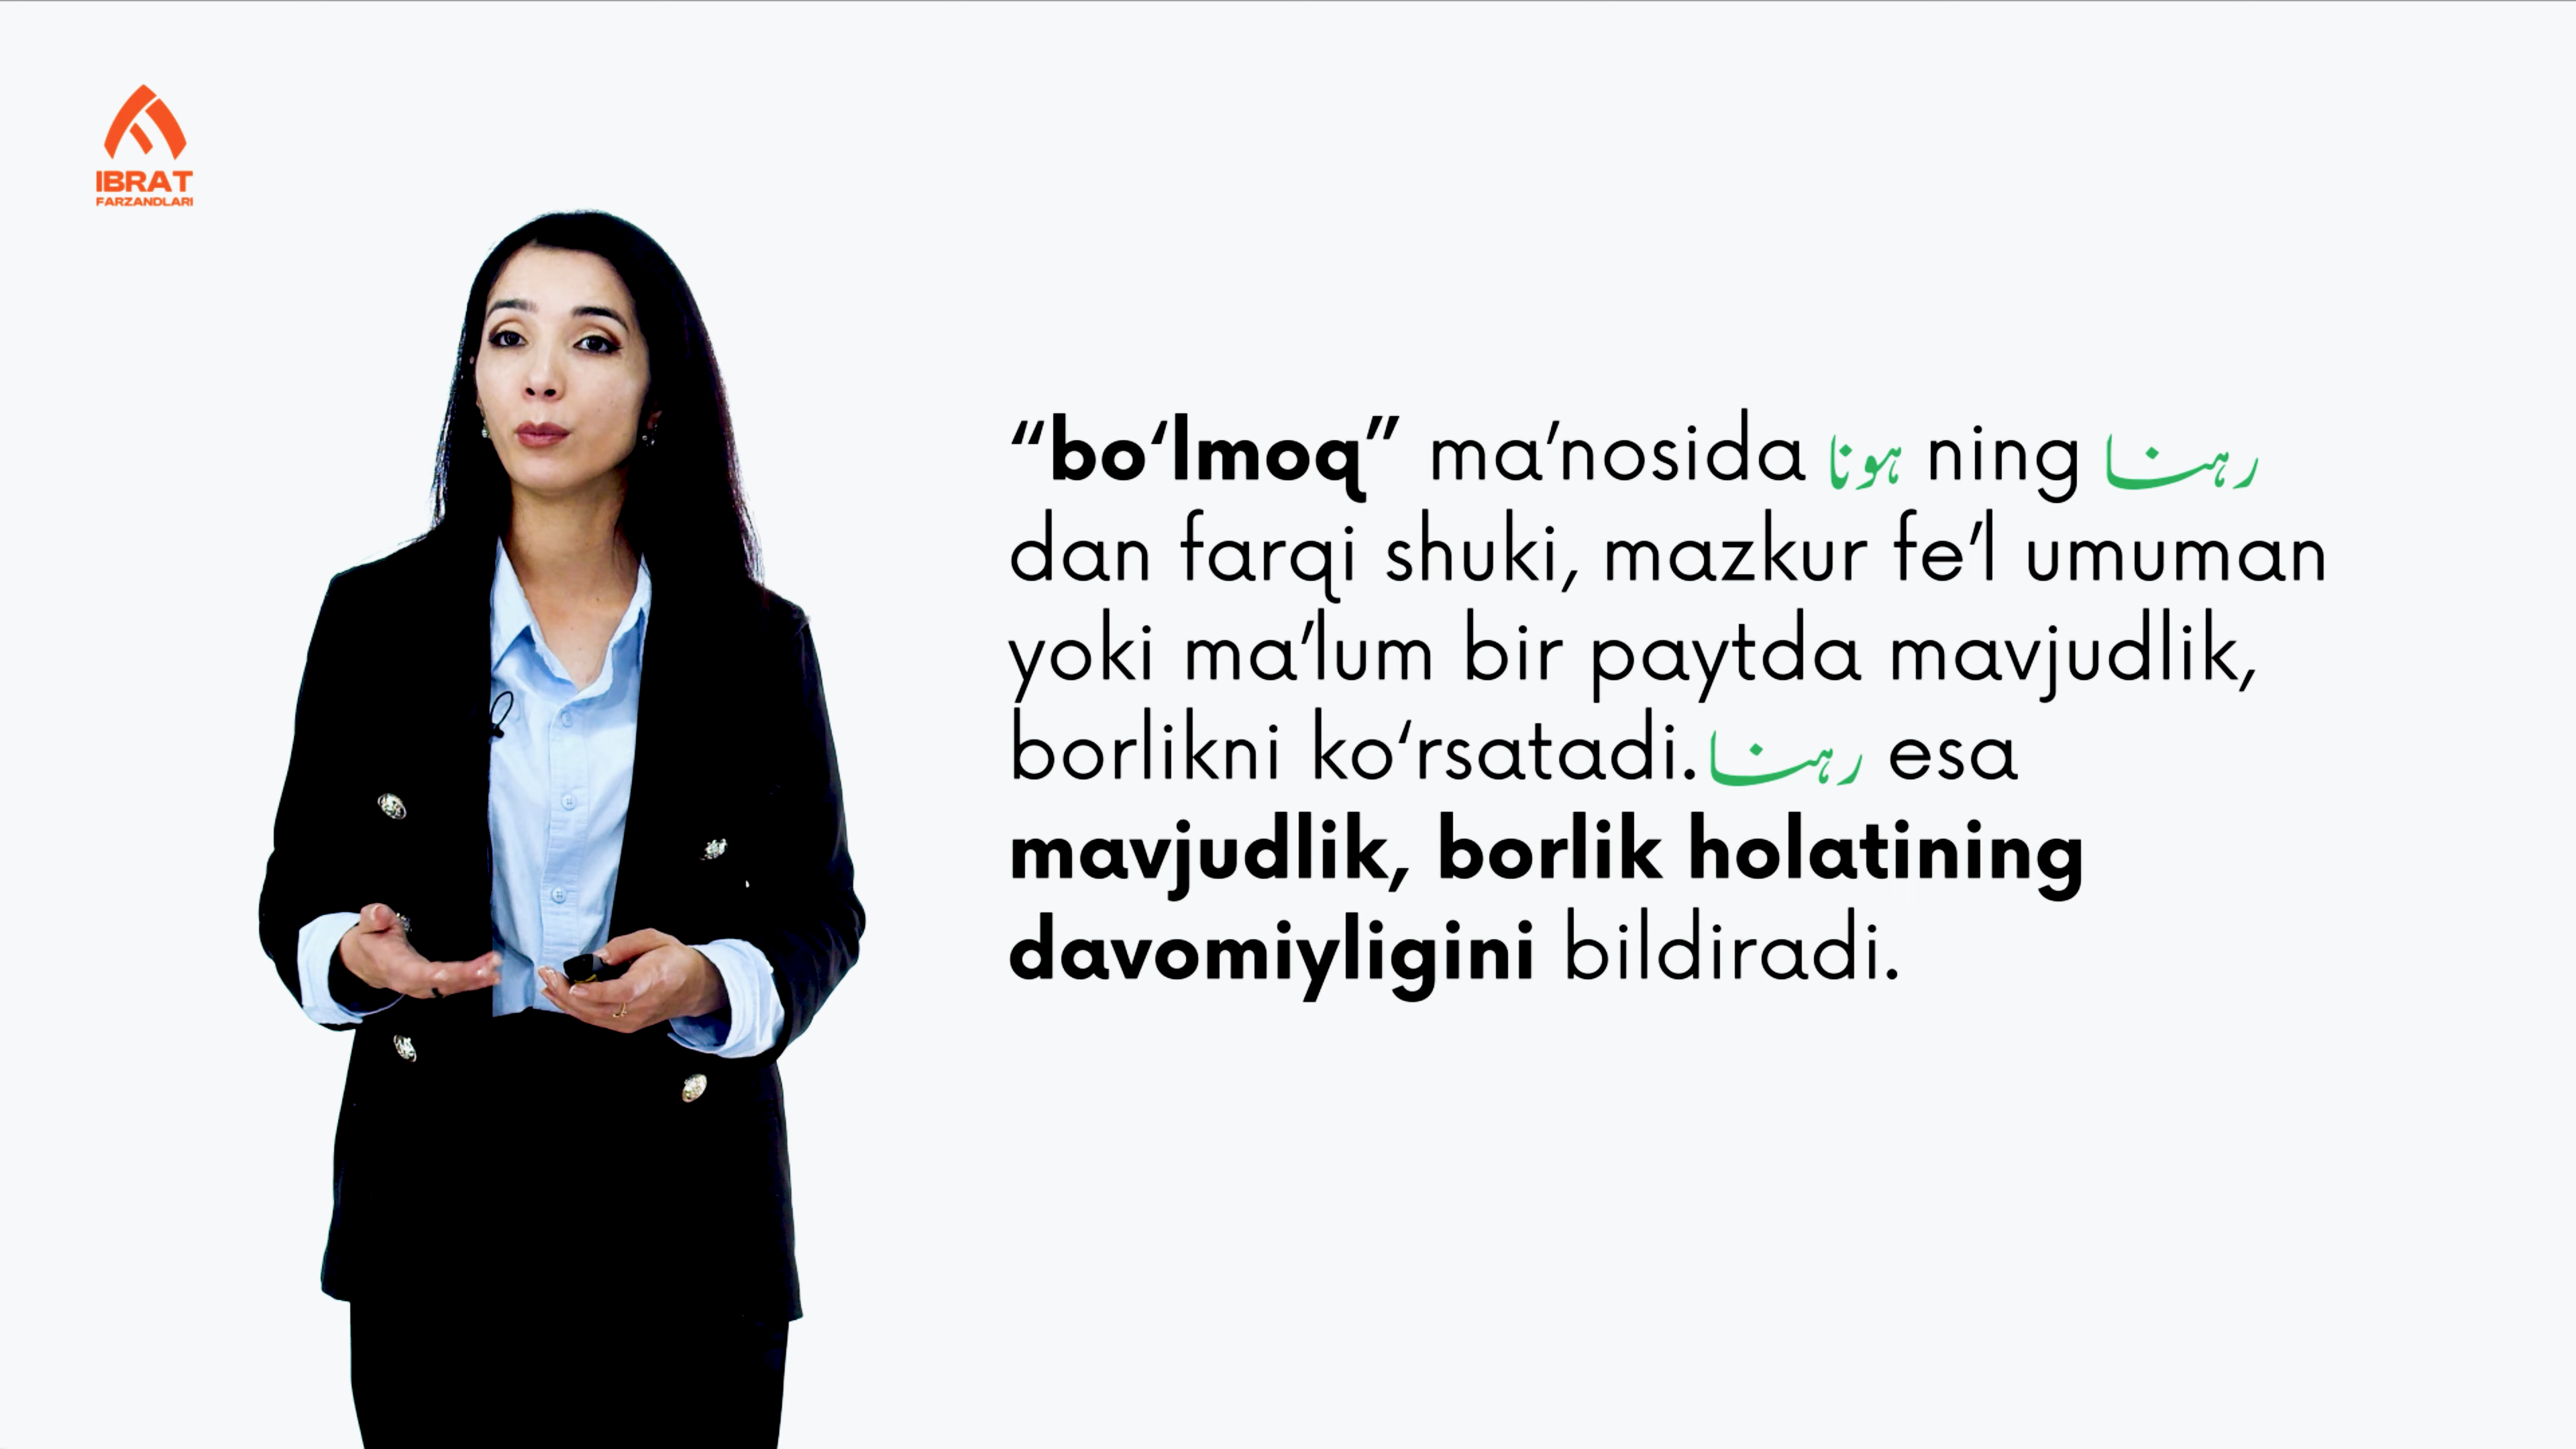 IBRAT
FARZANDLARI
“bo‘lmoq” ma’nosida ہونا ning رہنا
dan farqi shuki, mazkur fe’l umuman
yoki ma’lum bir paytda mavjudlik,
borlikni ko‘rsatadi. رہنا esa
mavjudlik, borlik holatining
davomiyligini bildiradi.